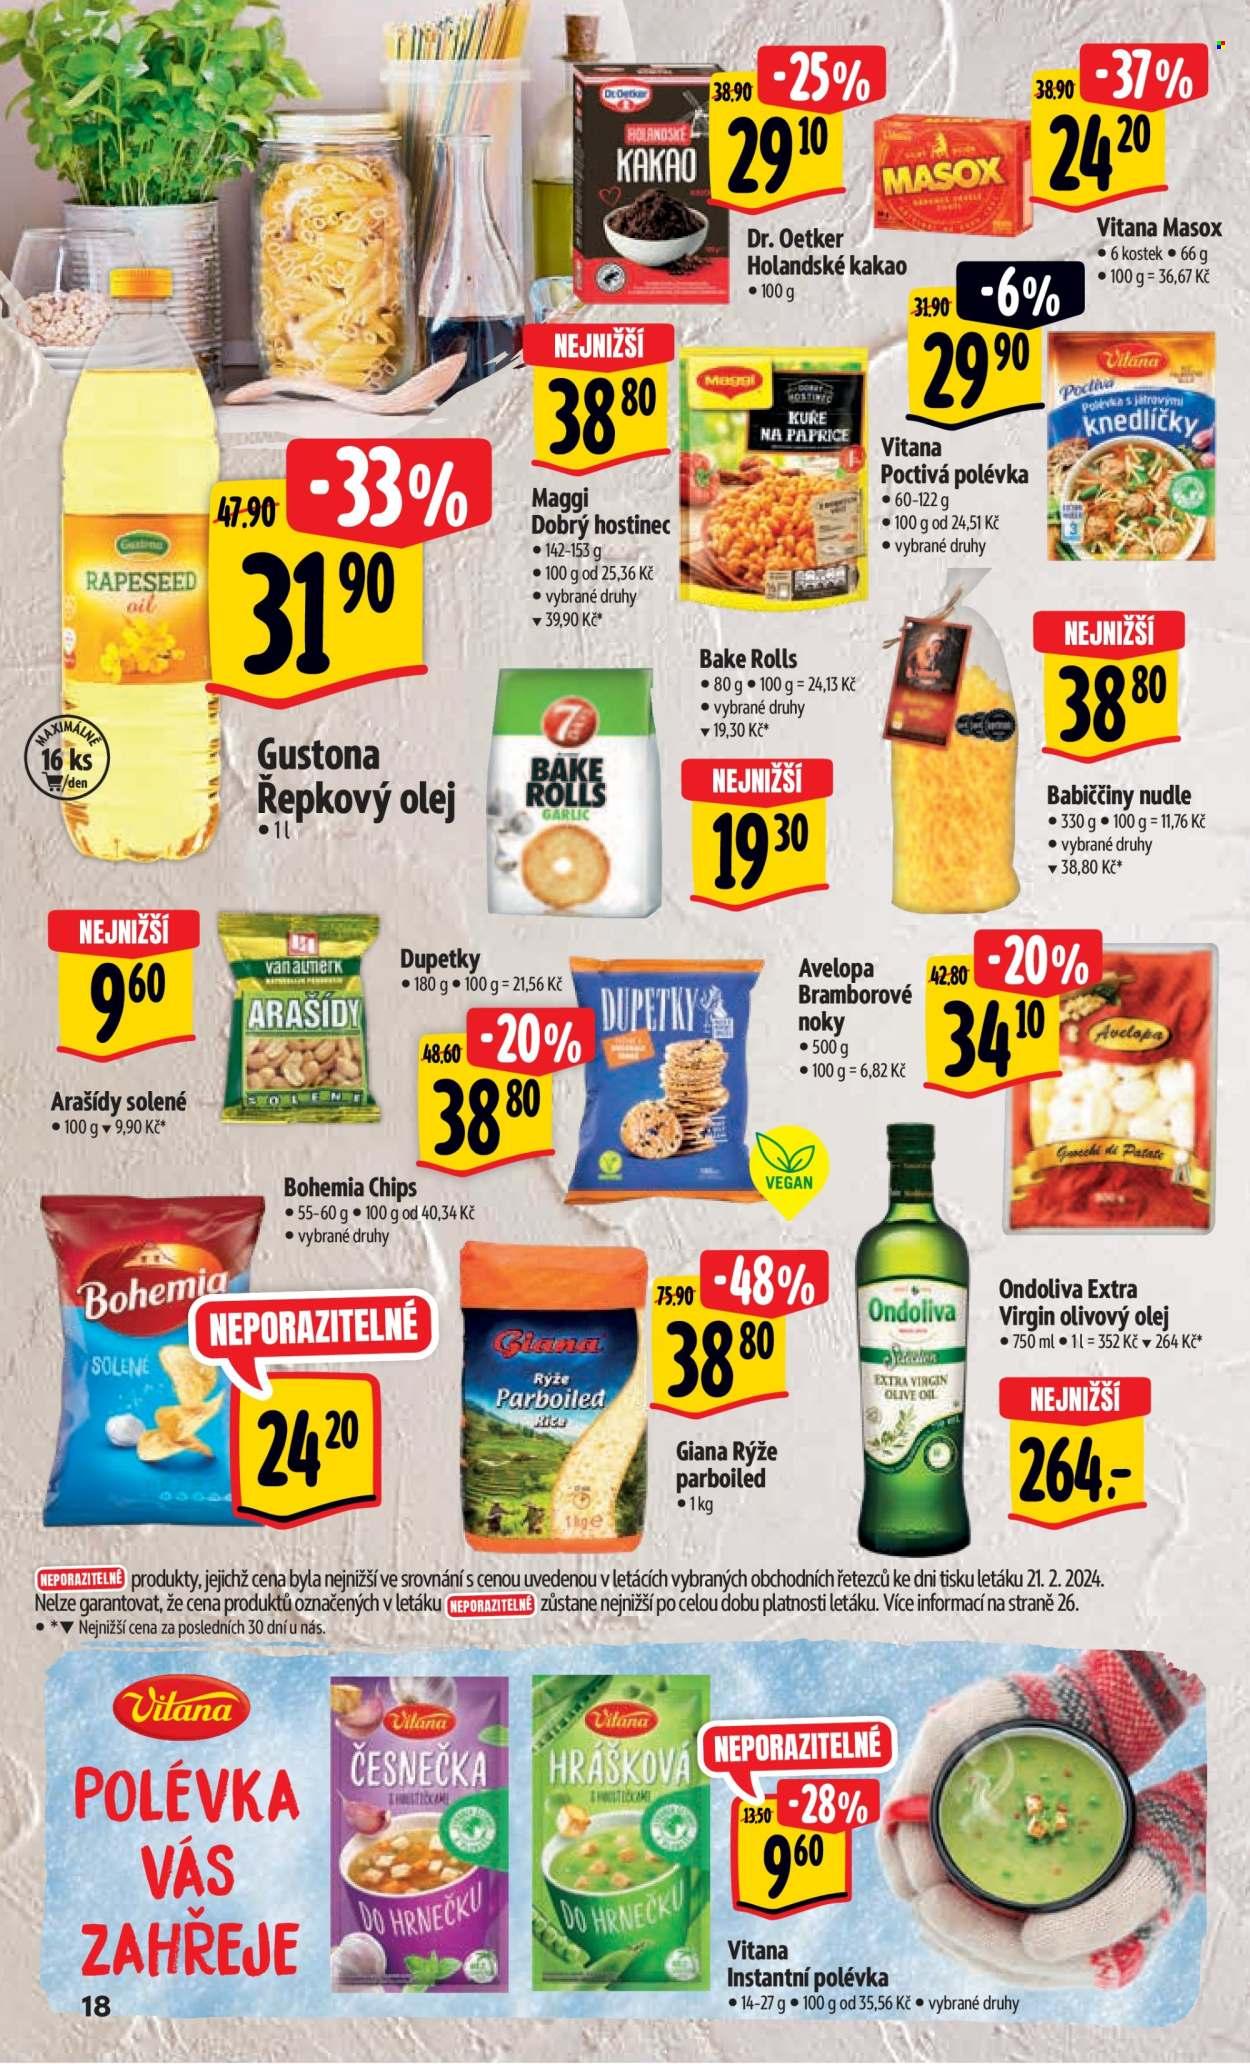 Dr.Oetker
HOLANDSKÉ
KAKAO
38.90
-25%
29.10
Dr. Oetker
Holandské kakao
• 100 g
Vitana
MASOX
38.90
-37%
24.20
Vitana Masox
• 6 kostek • 66 g
• 100 g = 36,67 Kč
31.90
-6%
29.90
Vitana
Poctivá polévka
• 60-122 g
• 100 g od 24,51 Kč
• vybrané druhy
Vitana
Poctivá
Polévka s játrovými
knedlíčky
NEJNIŽŠÍ
38.80
Maggi
Dobrý hostinec
• 142-153 g
• 100 g od 25,36 Kč
• vybrané druhy
▼ 39,90 Kč*
Maggi
DOBRÝ
HOSTINEC
KUŘE
NA PAPRICE
47.90
-33%
31.90
Gustona
RAPESEED
oil
MAXIMÁLNĚ
16 ks
/den
Gustona
Řepkový olej
• 1 l
7 DAYS
BAKE
ROLLS
GARLIC
Bake Rolls
• 80 g • 100 g = 24,13 Kč
• vybrané druhy
▼ 19,30 Kč*
NEJNIŽŠÍ
19.30
NEJNIŽŠÍ
38.80
Babiččiny nudle
• 330 g • 100 g = 11,76 Kč
• vybrané druhy
▼ 38,80 Kč*
NEJNIŽŠÍ
9.60
Arašídy solené
• 100 g ▼ 9,90 Kč*
VAN ALMĚRK
ARAŠÍDY
SOLENÉ
Dupetky
• 180 g • 100 g = 21,56 Kč
48.60
-20%
38.80
DUPETKY
VEGAN
Avelopa
Bramborové
noky
• 500 g
• 100 g = 6,82 Kč
42.80
-20%
34.10
Avelopa
Gnocchi di Patate
Bohemia Chips
• 55-60 g • 100 g od 40,34 Kč
• vybrané druhy
Bohemia
SOLENÉ
NEPORAZITELNÉ
24.20
Giana
Rýže
Parboiled
Rice
1kg e
75.90
-48%
38.80
Giana Rýže
parboiled
• 1 kg
Ondoliva
Selection
EXTRA VIRGIN
OLIVE OIL
Ondoliva Extra
Virgin olivový olej
• 750 ml • 1 l = 352 Kč ▼ 264 Kč*
NEJNIŽŠÍ
264.-
NEPORAZITELNÉ produkty, jejichž cena byla nejnižší ve srovnání s cenou uvedenou v letácích vybraných obchodních řetezců ke dni tisku letáku 21. 2. 2024.
Nelze garantovat, že cena produktů označených v letáku NEPORAZITELNÉ zůstane nejnižší po celou dobu platnosti letáku. Více informací na straně 26.
• *▼ Nejnižší cena za posledních 30 dní u nás.
Vitana
POLÉVKA
VÁS
ZAHŘEJE
Vitana
ČESNEČKA
S HOUSTIČKAMI
DO HRNEČKU
Vitana
HRÁŠKOVÁ
S HOUSTIČKAMI
DO HRNEČKU
NEPORAZITELNÉ
13.50
-28%
9.60
Vitana
Instantní polévka
• 14-27 g • 100 g od 35,56 Kč • vybrané druhy
18